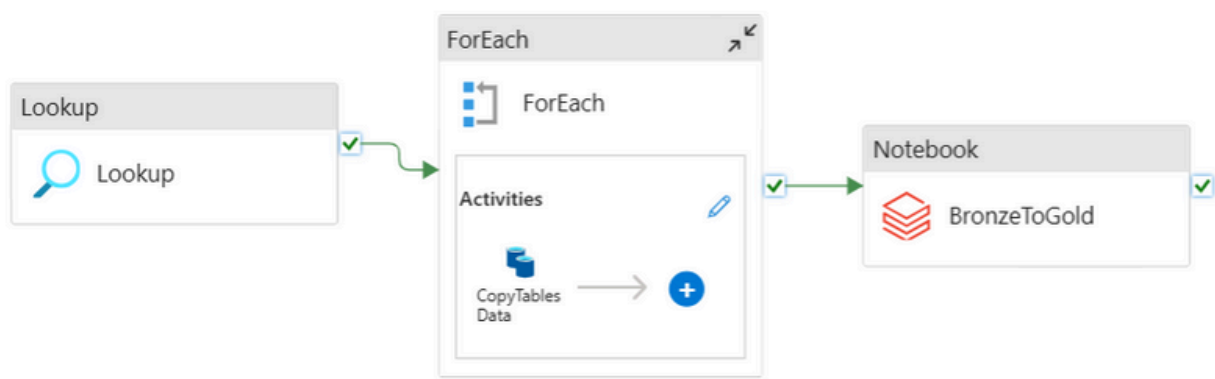 Lookup
Lookup
ForEach
ForEach
Activities
CopyTables
Data
Notebook
BronzeToGold